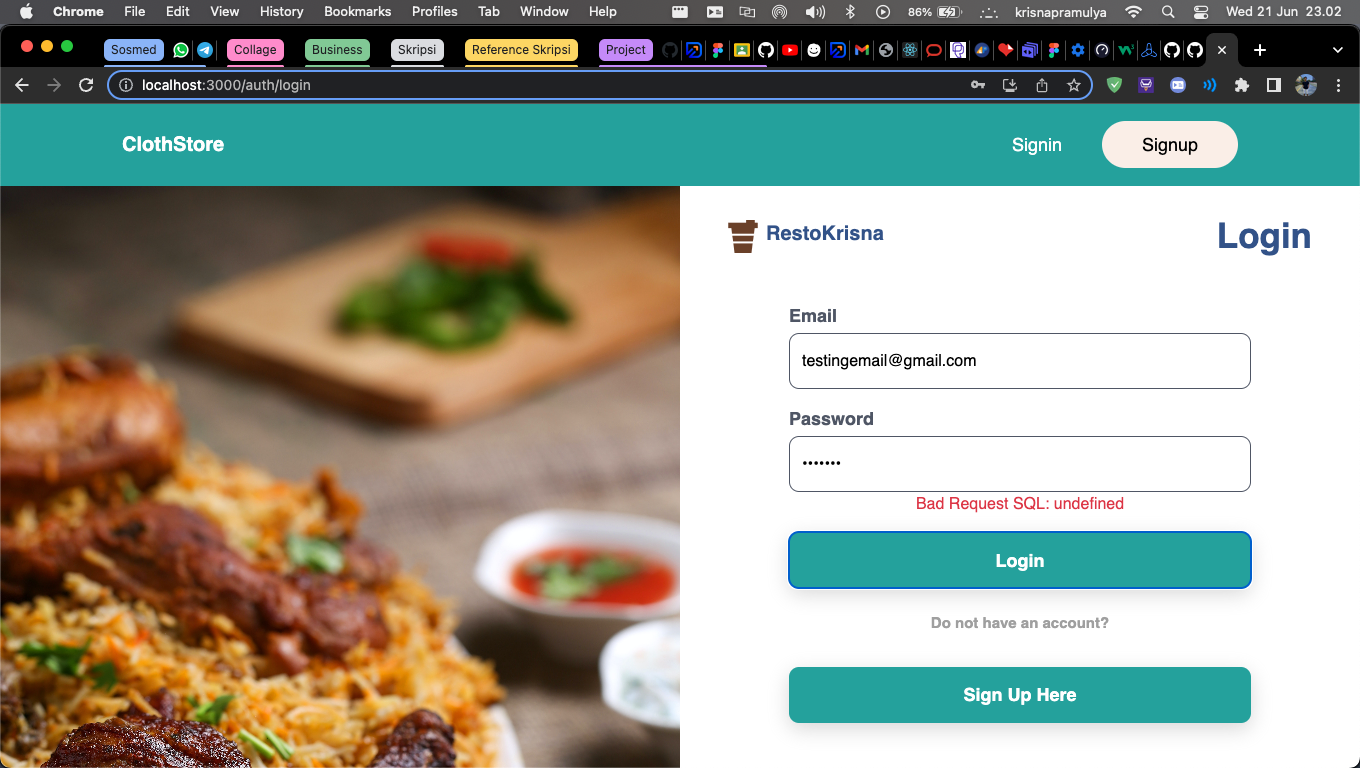 Chrome File Edit View History Bookmarks Profiles Tab Window Help 86% krisnapramulya Wed 21 Jun 23.02
Sosmed Collage Business Skripsi Reference Skripsi Project
localhost:3000/auth/login
ClothStore Signin Signup
RestoKrisna Login
Email
testingemail@gmail.com
Password
•••••••
Bad Request SQL: undefined
Login
Do not have an account?
Sign Up Here